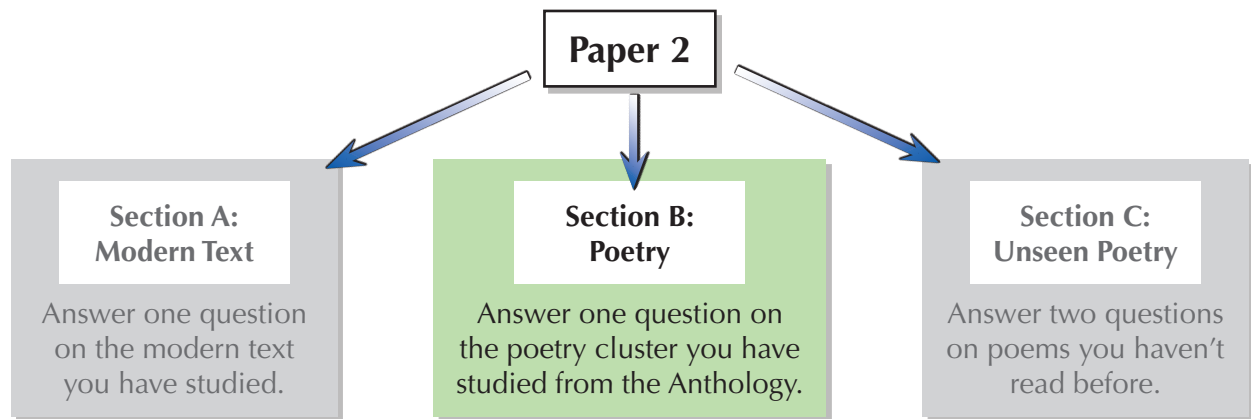 Paper 2
Section A:
Modern Text
Answer one question
on the modern text
you have studied.
Section B:
Poetry
Answer one question on
the poetry cluster you have
studied from the Anthology.
Section C:
Unseen Poetry
Answer two questions
on poems you haven't
read before.